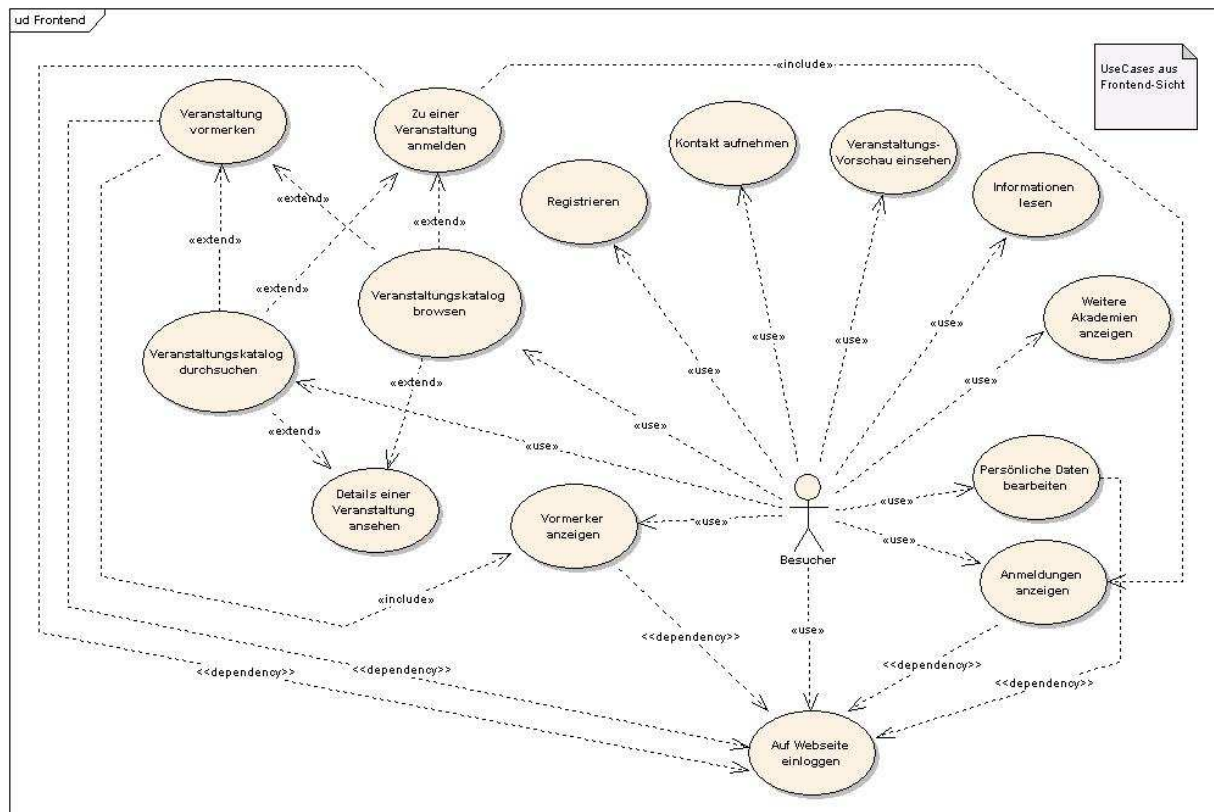 ud Frontend
UseCases aus
Frontend-Sicht
«include»
Veranstaltung
vormerken
Zu einer
Veranstaltung
anmelden
Kontakt aufnehmen
Veranstaltungs-
Vorschau einsehen
Informationen
lesen
Registrieren
«extend»
«extend»
«extend»
«extend»
Veranstaltungskatalog
browsen
Weitere
Akademien
anzeigen
Veranstaltungskatalog
durchsuchen
«use»
«use»
«use»
«use»
«use»
«extend»
«extend»
«use»
«use»
Details einer
Veranstaltung
ansehen
Vormerker
anzeigen
«use»
Besucher
«use»
Persönliche Daten
bearbeiten
«use»
Anmeldungen
anzeigen
«include»
«use»
<<dependency>>
<<dependency>>
<<dependency>>
<<dependency>>
<<dependency>>
Auf Webseite
einloggen